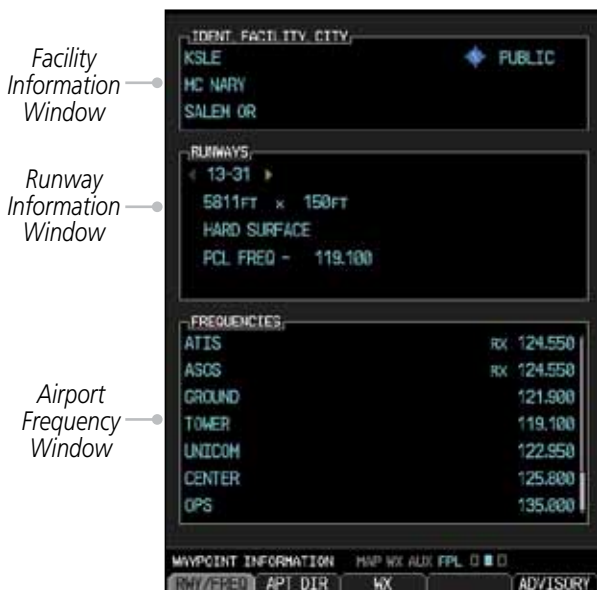 Facility
Information
Window
Runway
Information
Window
Airport
Frequency
Window
IDENT, FACILITY, CITY
KSLE PUBLIC
MC NARY
SALEM OR
RUNWAYS
13-31
5811FT x 150FT
HARD SURFACE
PCL FREQ - 119.100
FREQUENCIES
ATIS RX 124.550
ASOS RX 124.550
GROUND 121.900
TOWER 119.100
UNICOM 122.950
CENTER 125.800
OPS 135.000
WAYPOINT INFORMATION MAP WX AUX FPL
RWY/FREQ APT DIR WX ADVISORY